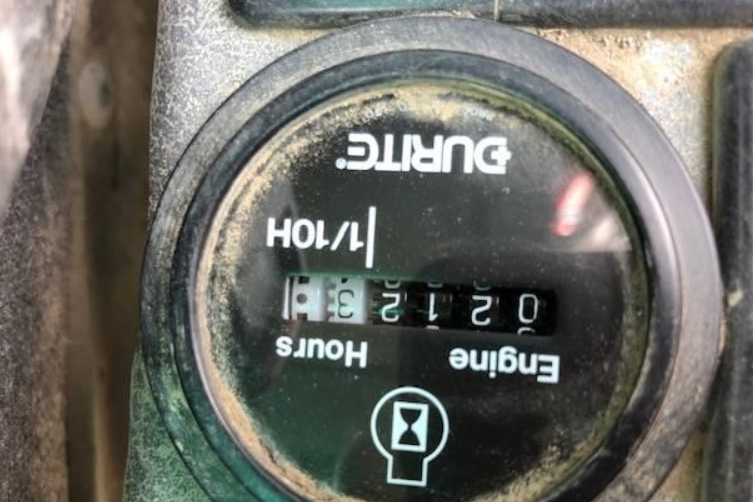 Engine Hours
02123
1/10H
DURITE®